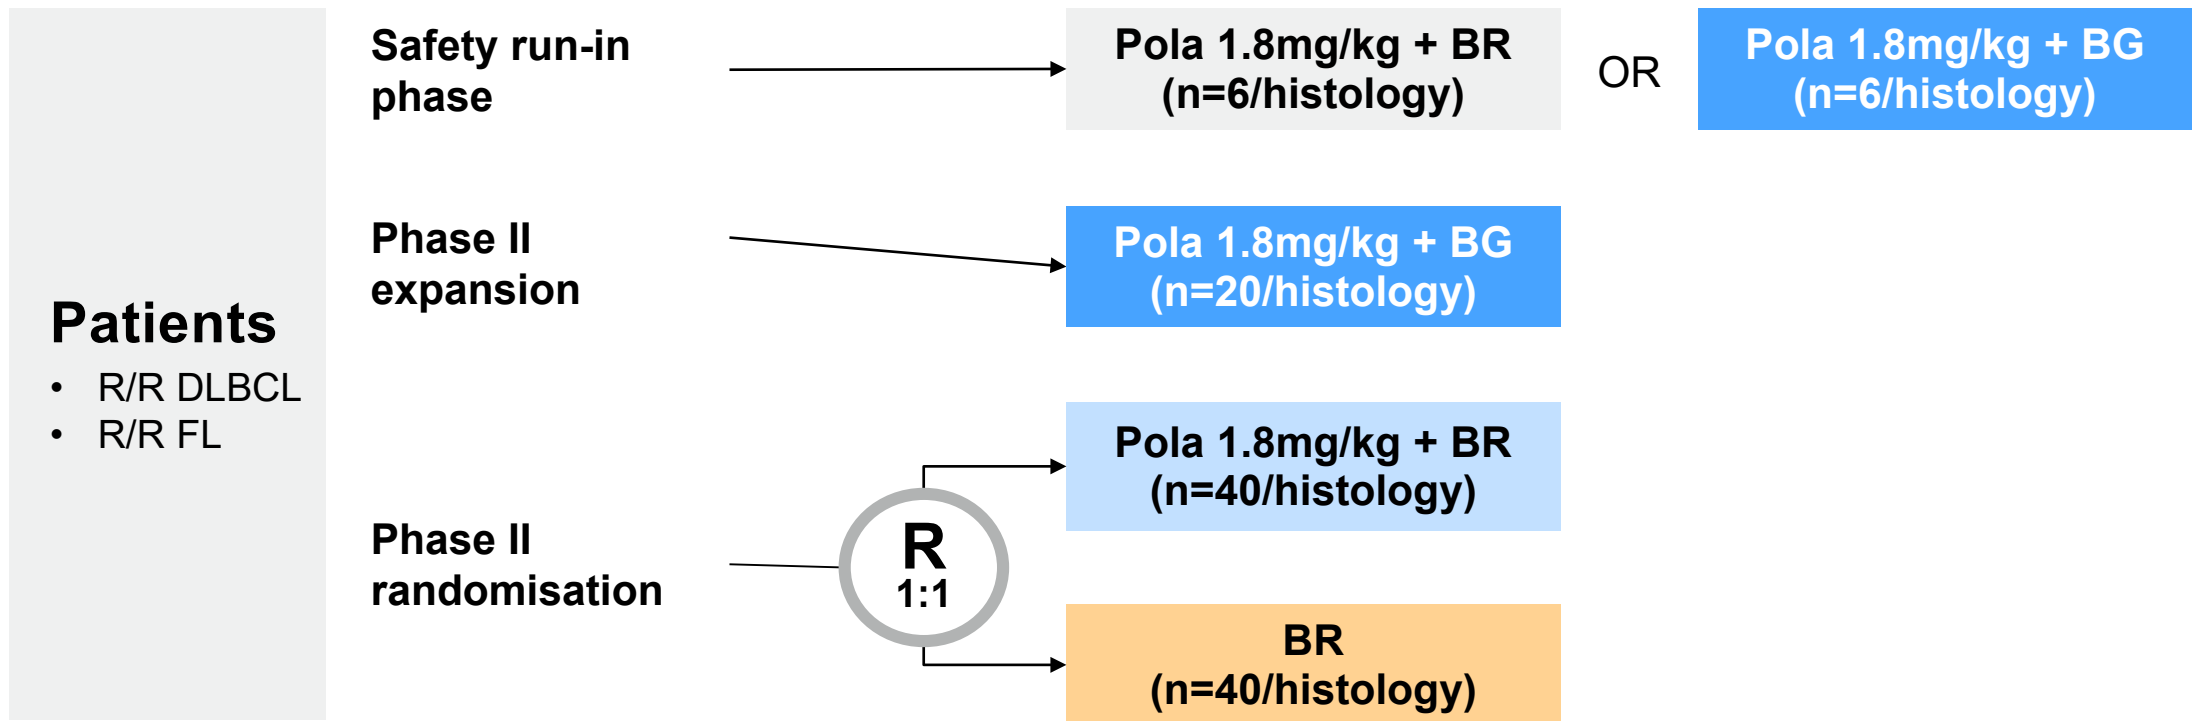 Patients
• R/R DLBCL
• R/R FL
Safety run-in
phase
Pola 1.8mg/kg + BR
(n=6/histology)
OR
Pola 1.8mg/kg + BG
(n=6/histology)
Phase II
expansion
Pola 1.8mg/kg + BG
(n=20/histology)
Phase II
randomisation
R
1:1
Pola 1.8mg/kg + BR
(n=40/histology)
BR
(n=40/histology)